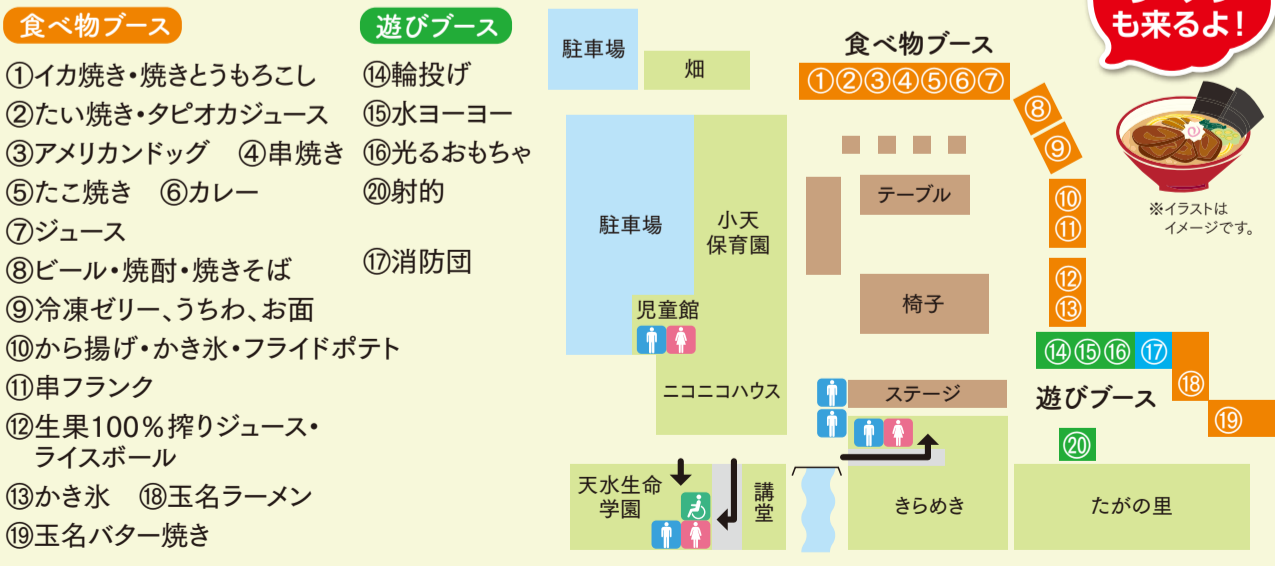 食べ物ブース
①イカ焼き・焼きとうもろこし
②たい焼き・タピオカジュース
③アメリカンドッグ ④串焼き
⑤たこ焼き ⑥カレー
⑦ジュース
⑧ビール・焼酎・焼きそば
⑨冷凍ゼリー、うちわ、お面
⑩から揚げ・かき氷・フライドポテト
⑪串フランク
⑫生果100%搾りジュース・
ライスボール
⑬かき氷 ⑱玉名ラーメン
⑲玉名バター焼き
遊びブース
⑭輪投げ
⑮水ヨーヨー
⑯光るおもちゃ
⑳射的
⑰消防団
駐車場
畑
駐車場
小天
保育園
児童館
ニコニコハウス
天水生命
学園
講堂
食べ物ブース
①②③④⑤⑥⑦
⑧
⑨
⑩
⑪
⑫
⑬
テーブル
椅子
ステージ
⑭⑮⑯⑰
⑱
⑲
遊びブース
⑳
きらめき
たがの里
も来るよ!
※イラストは
イメージです。